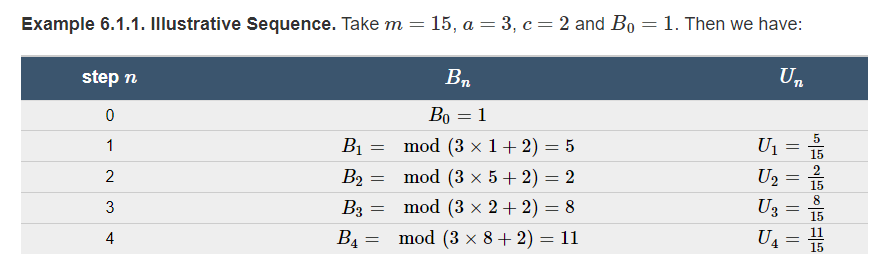 Example 6.1.1. Illustrative Sequence. Take m = 15, a = 3, c = 2 and B₀ = 1. Then we have:
step n Bₙ Uₙ
0 B₀ = 1
1 B₁ = mod (3 × 1 + 2) = 5 U₁ = 5/15
2 B₂ = mod (3 × 5 + 2) = 2 U₂ = 2/15
3 B₃ = mod (3 × 2 + 2) = 8 U₃ = 8/15
4 B₄ = mod (3 × 8 + 2) = 11 U₄ = 11/15